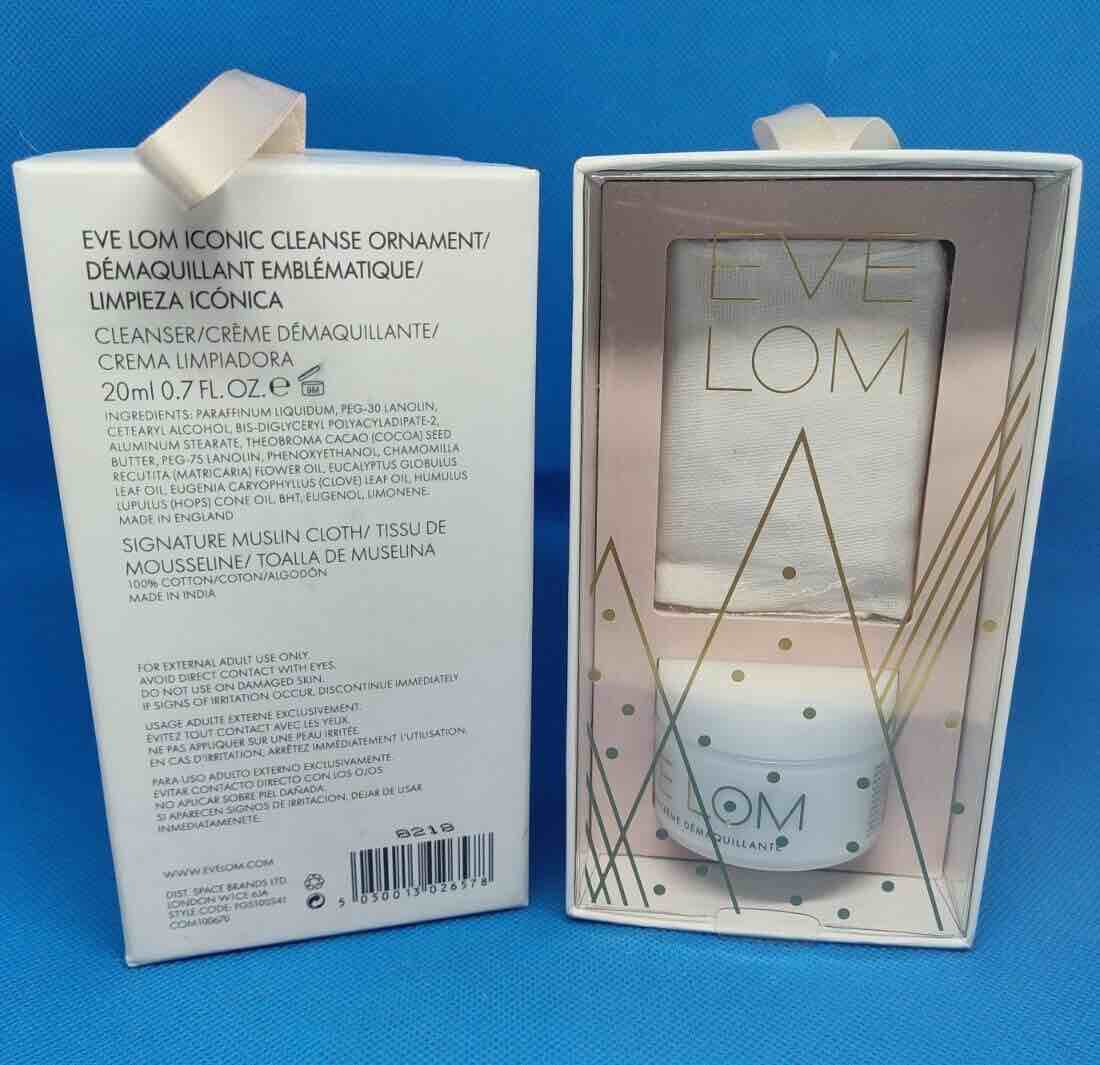 EVE LOM ICONIC CLEANSE ORNAMENT/
DÉMAQUILLANT EMBLÉMATIQUE/
LIMPIEZA ICÓNICA
CLEANSER/CRÈME DÉMAQUILLANTE/
CREMA LIMPIADORA
20ml 0.7 FL. OZ. ℮
INGREDIENTS: PARAFFINUM LIQUIDUM, PEG-30 LANOLIN,
CETEARYL ALCOHOL, BIS-DIGLYCERYL POLYACYLADIPATE-2,
ALUMINUM STEARATE, THEOBROMA CACAO (COCOA) SEED
BUTTER, PEG-75 LANOLIN, PHENOXYETHANOL, CHAMOMILLA
RECUTITA (MATRICARIA) FLOWER OIL, EUCALYPTUS GLOBULUS
LEAF OIL, EUGENIA CARYOPHYLLUS (CLOVE) LEAF OIL, HUMULUS
LUPULUS (HOPS) CONE OIL, BHT, EUGENOL, LIMONENE.
MADE IN ENGLAND
SIGNATURE MUSLIN CLOTH/ TISSU DE
MOUSSELINE/ TOALLA DE MUSELINA
100% COTTON/COTON/ALGODÓN
MADE IN INDIA
FOR EXTERNAL ADULT USE ONLY.
AVOID DIRECT CONTACT WITH EYES.
DO NOT USE ON DAMAGED SKIN.
IF SIGNS OF IRRITATION OCCUR, DISCONTINUE IMMEDIATELY
USAGE ADULTE EXTERNE EXCLUSIVEMENT.
EVITEZ TOUT CONTACT AVEC LES YEUX.
NE PAS APPLIQUER SUR UNE PEAU IRRITÉE.
EN CAS D'IRRITATION, ARRÊTEZ IMMÉDIATEMENT L'UTILISATION.
PARA USO ADULTO EXTERNO EXCLUSIVAMENTE.
EVITAR CONTACTO DIRECTO CON LOS OJOS
NO APLICAR SOBRE PIEL DAÑADA.
SI APARECEN SIGNOS DE IRRITACION, DEJAR DE USAR
INMEDIATAMENETE.
WWW.EVELOM.COM
DIST. SPACE BRANDS LTD.
LONDON W1CE 6JA
STYLE CODE:
COM100670
8218
5 050013 026578
EVE
LOM
E LOM
CRÈME DÉMAQUILLANTE